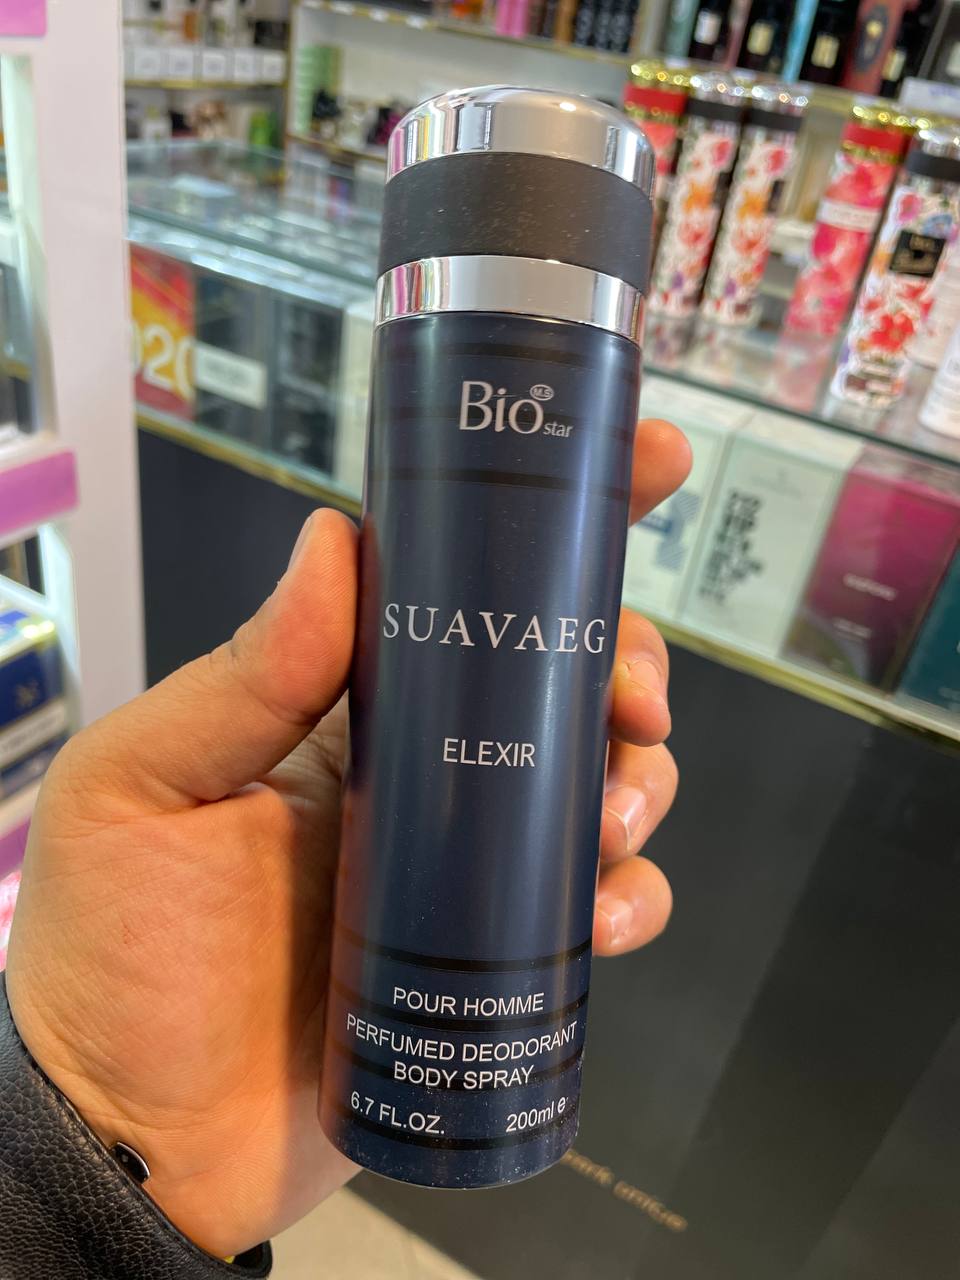 Bio M.S
star
SUAVAEG
ELEXIR
POUR HOMME
PERFUMED DEODORANT
BODY SPRAY
6.7 FL.OZ. 200ml e